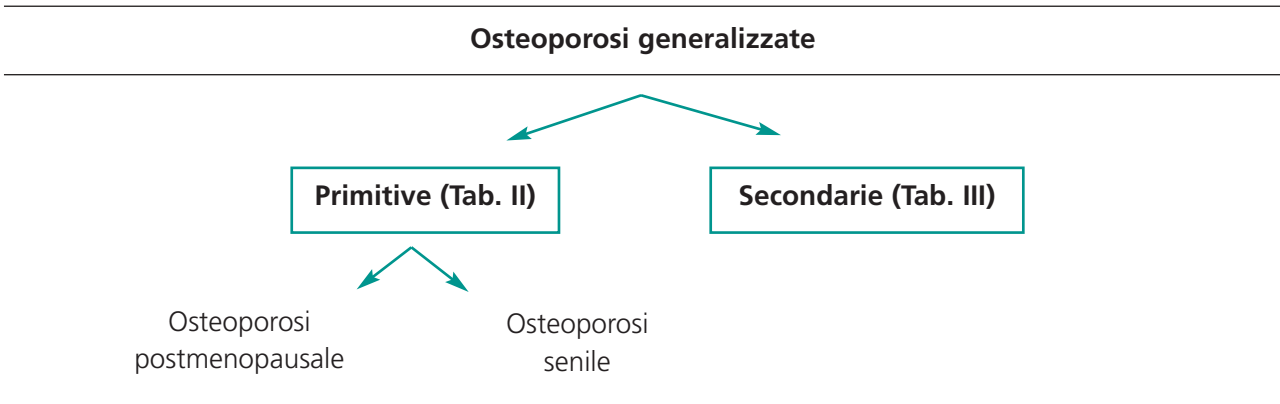 Osteoporosi generalizzate
Primitive (Tab. II)
Secondarie (Tab. III)
Osteoporosi
postmenopausale
Osteoporosi
senile